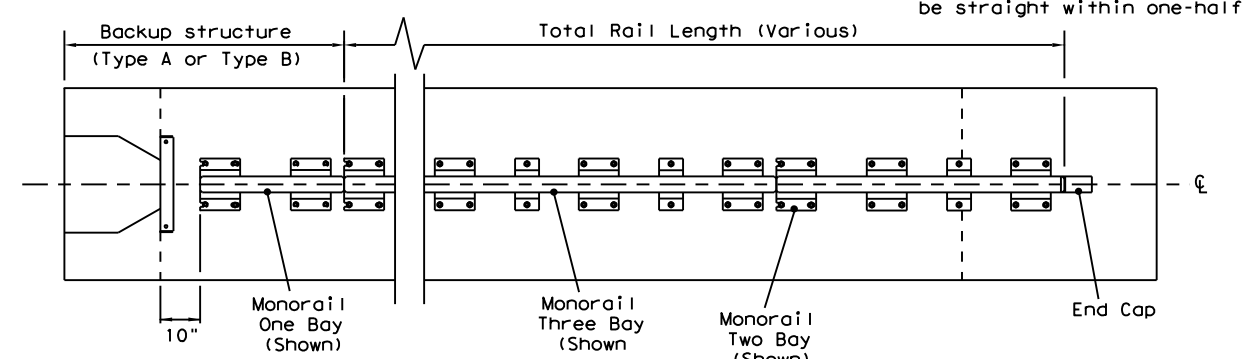 be straight within one-half
Backup structure
(Type A or Type B)
Total Rail Length (Various)
℄
10"
Monorail
One Bay
(Shown)
Monorail
Three Bay
(Shown
Monorail
Two Bay
(Shown)
End Cap